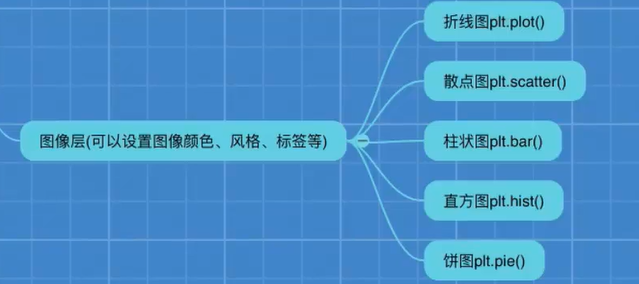 折线图plt.plot()
散点图plt.scatter()
图像层(可以设置图像颜色、风格、标签等)
柱状图plt.bar()
直方图plt.hist()
饼图plt.pie()